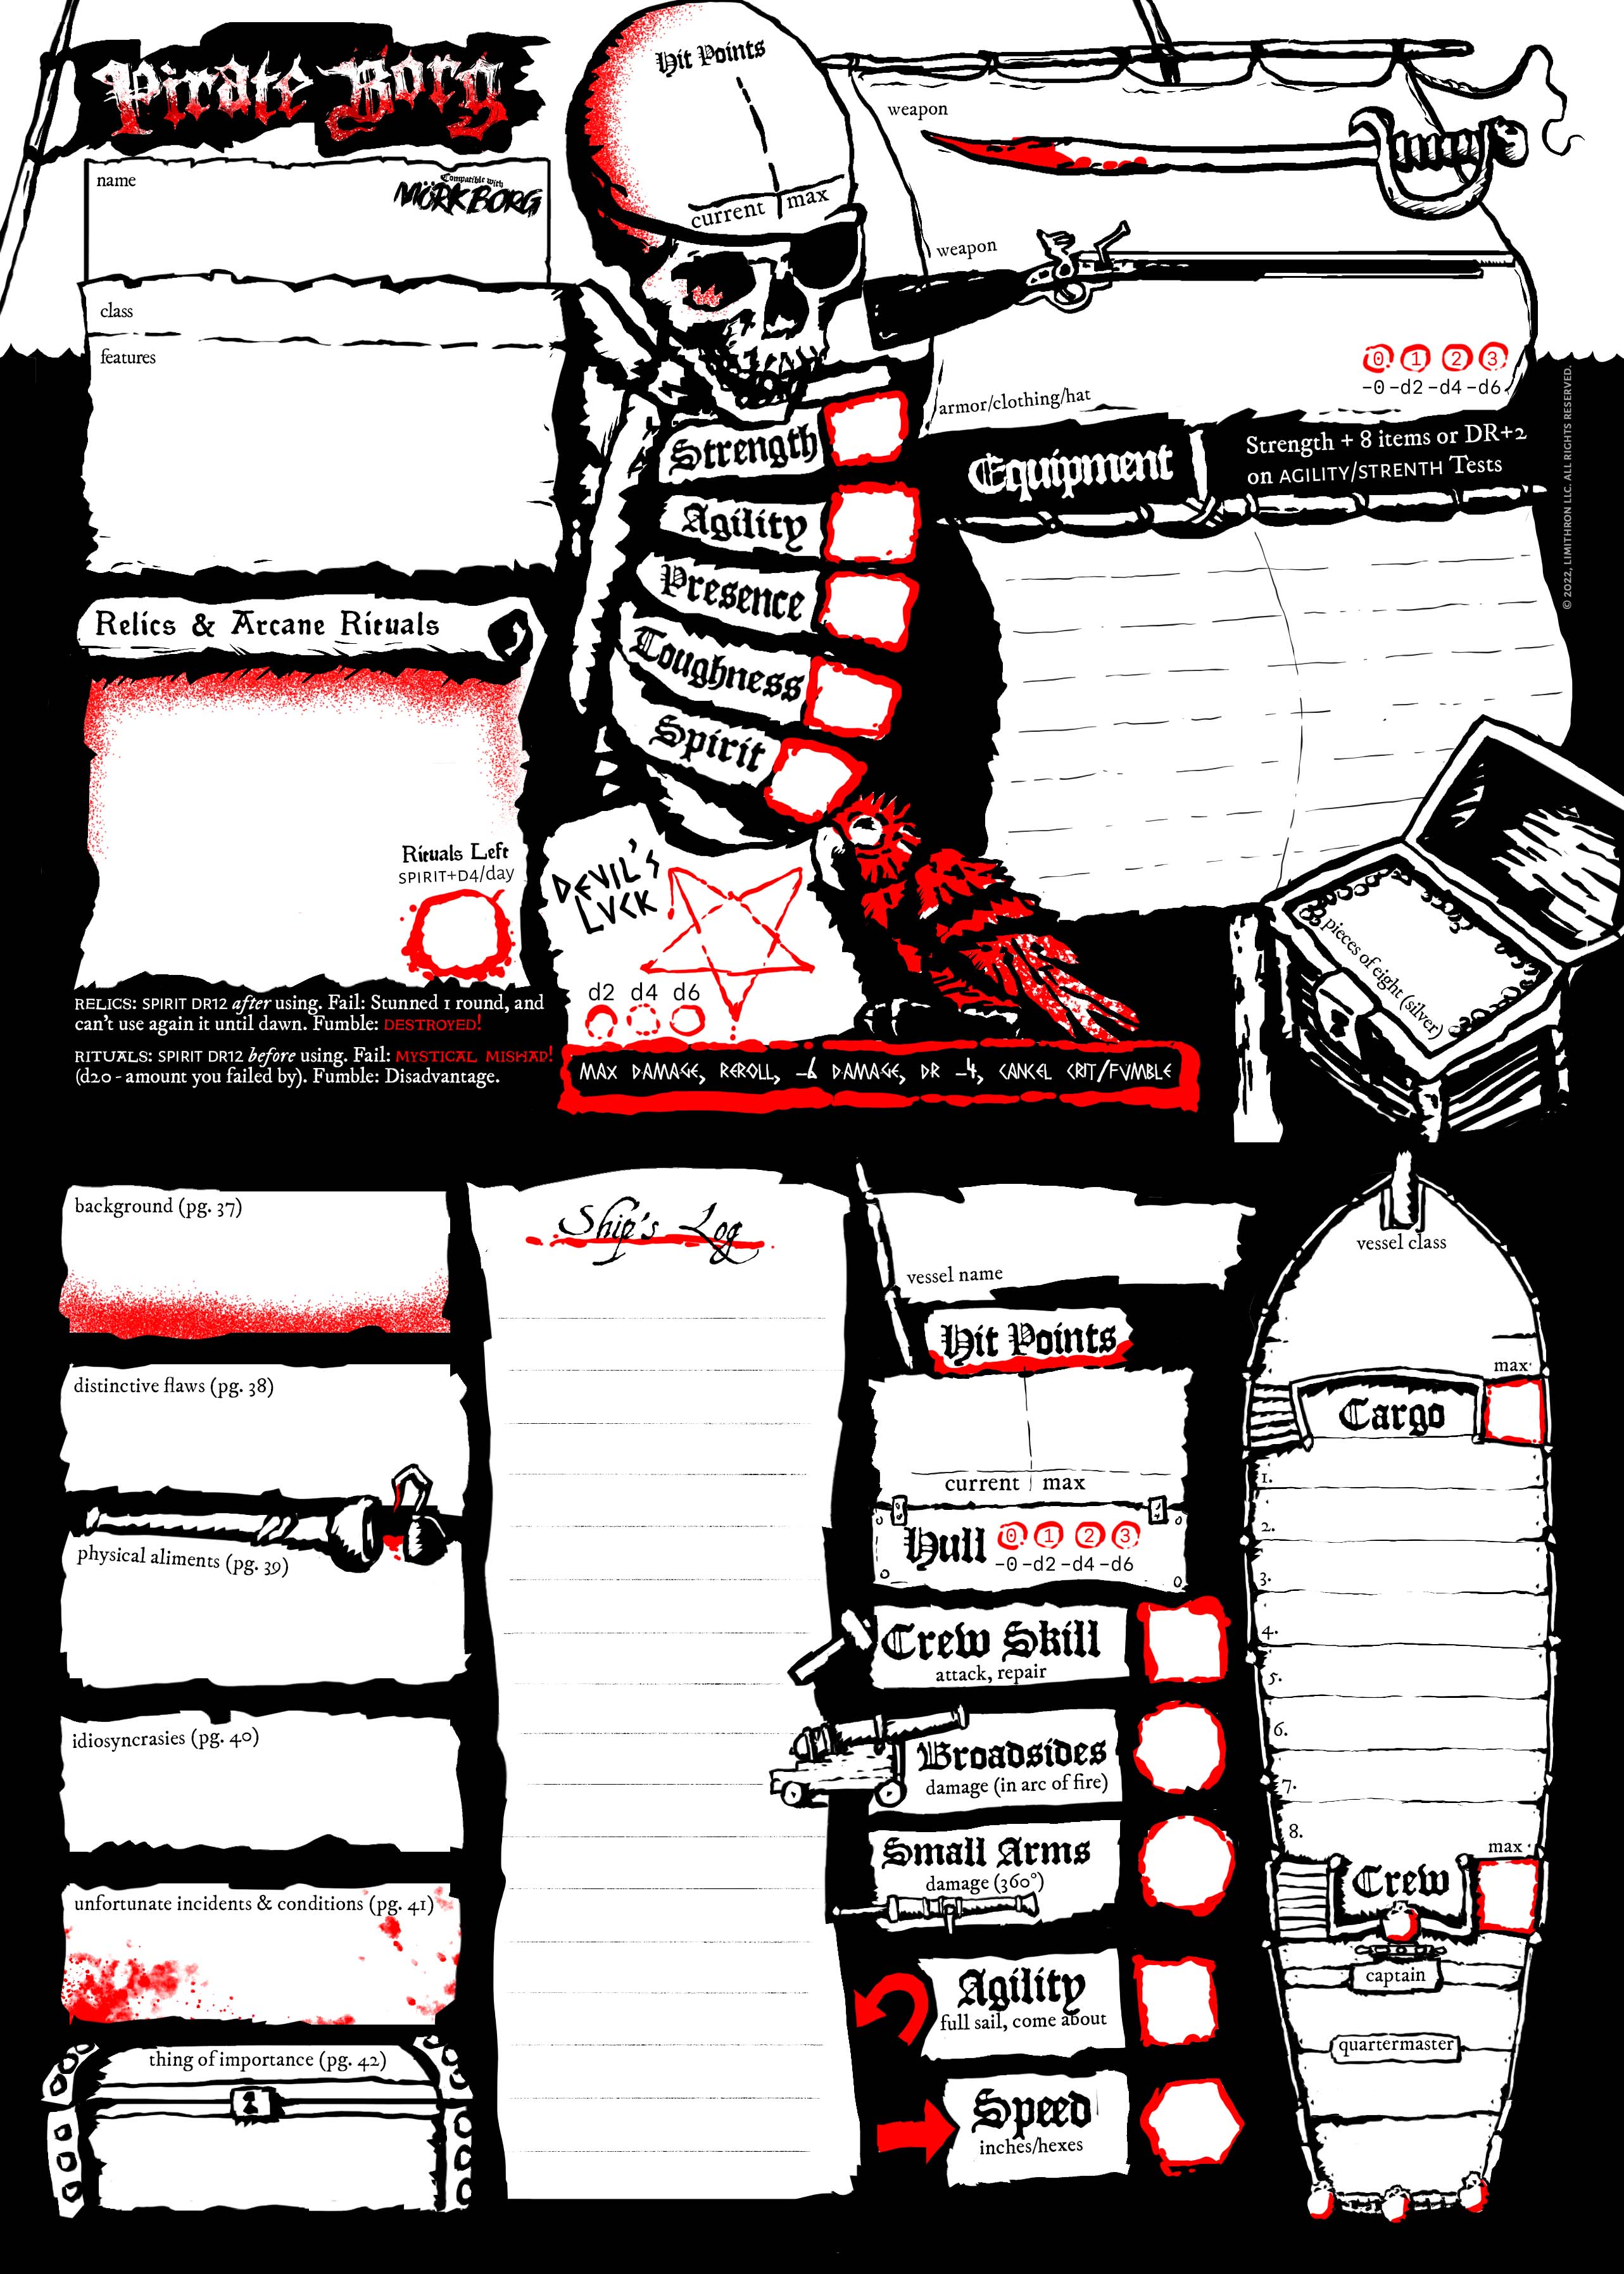 Pirate Borg
name
Compatible with
MÖRK BORG
class
features
Hit Points
current
max
weapon
weapon
armor/clothing/hat
0 1 2 3
-0 -d2 -d4 -d6
Strength
Agility
Presence
Toughness
Spirit
Equipment
Strength + 8 items or DR+2
on AGILITY/STRENTH Tests
© 2022, LIMITHRON LLC. ALL RIGHTS RESERVED.
Relics & Arcane Rituals
Rituals Left
SPIRIT+D4/day
RELICS: SPIRIT DR12 after using. Fail: Stunned 1 round, and
can't use again it until dawn. Fumble: DESTROYED!
RITUALS: SPIRIT DR12 before using. Fail: MYSTICAL MISHAP!
(d20 - amount you failed by). Fumble: Disadvantage.
DEVIL'S
LVCK
d2 d4 d6
MAX DAMAGE, REROLL, -6 DAMAGE, DR -4, CANCEL CRIT/FVMBLE
pieces of eight (silver)
background (pg. 37)
distinctive flaws (pg. 38)
physical aliments (pg. 39)
idiosyncrasies (pg. 40)
unfortunate incidents & conditions (pg. 41)
thing of importance (pg. 42)
Ship's Log
vessel name
Hit Points
current
max
Hull
0 1 2 3
-0 -d2 -d4 -d6
Crew Skill
attack, repair
Broadsides
damage (in arc of fire)
Small Arms
damage (360°)
Agility
full sail, come about
Speed
inches/hexes
vessel class
max
Cargo
1.
2.
3.
4.
5.
6.
7.
8.
max
Crew
captain
quartermaster